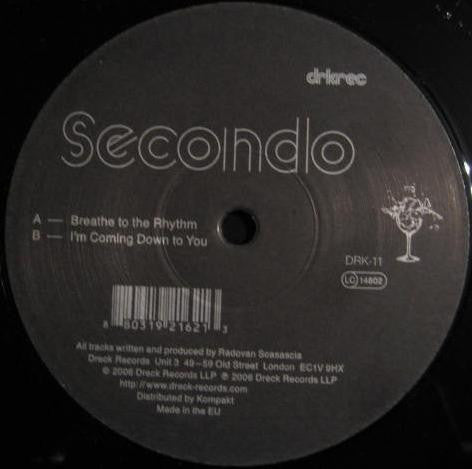 drkrec
Secondo
A — Breathe to the Rhythm
B — I'm Coming Down to You
DRK-11
LC 14802
8 80319 21621 3
All tracks written and produced by Radovan Scasascia
Dreck Records Unit 3 49–59 Old Street London EC1V 9HX
© 2006 Dreck Records LLP ℗ 2006 Dreck Records LLP
http://www.dreck-records.com
Distributed by Kompakt
Made in the EU